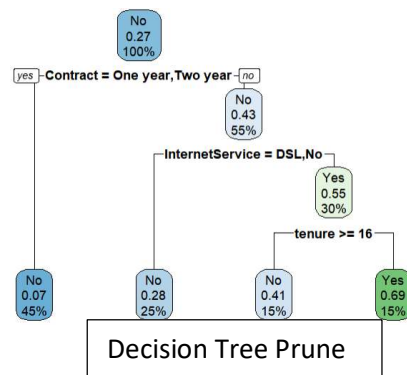 No
0.27
100%
yes Contract = One year,Two year no
No
0.43
55%
InternetService = DSL,No
Yes
0.55
30%
tenure >= 16
No
0.07
45%
No
0.28
25%
No
0.41
15%
Yes
0.69
15%
Decision Tree Prune